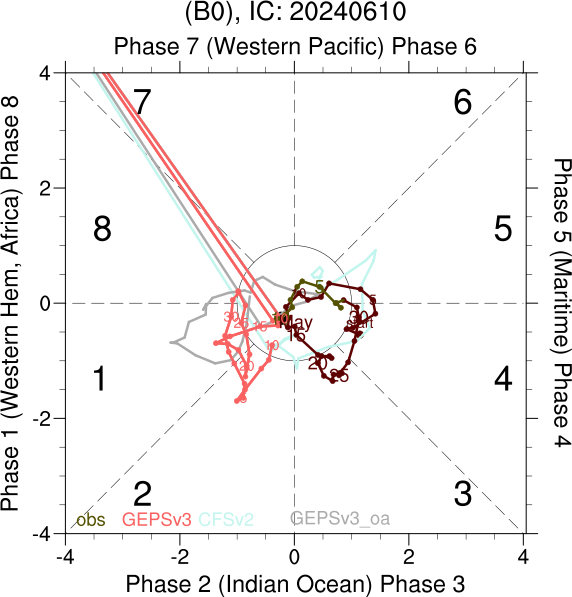 (B0), IC: 20240610
Phase 7 (Western Pacific) Phase 6
Phase 1 (Western Hem, Africa) Phase 8
Phase 5 (Maritime) Phase 4
4
2
0
-2
-4
7 6
8 5
1 4
2 3
5
30
25
15
10
20
May
start
30
15
20
25
5
obs GEPSv3 CFSv2 GEPSv3_oa
-4 -2 0 2 4
Phase 2 (Indian Ocean) Phase 3